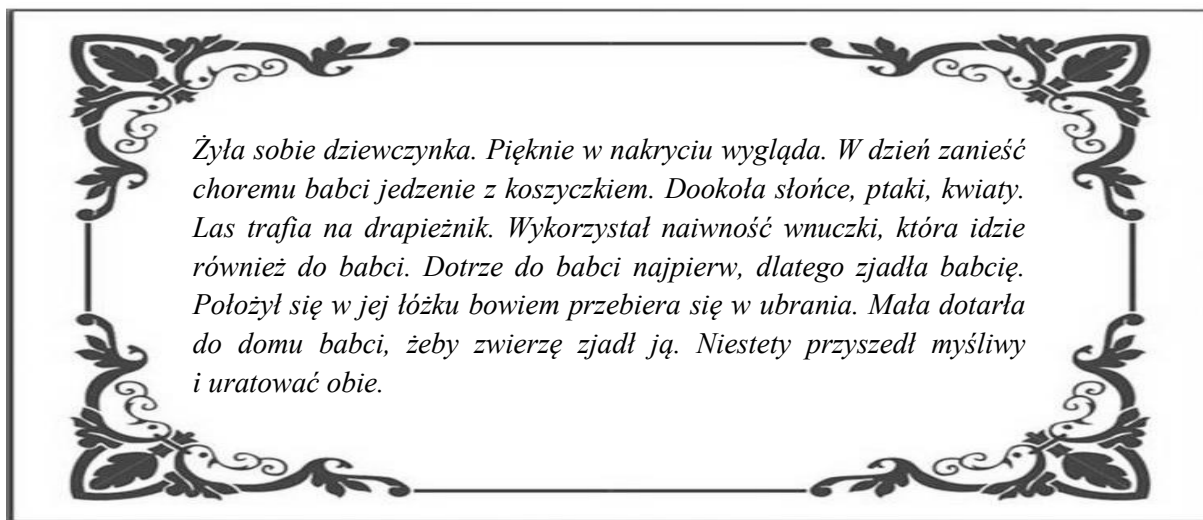 Żyła sobie dziewczynka. Pięknie w nakryciu wygląda. W dzień zanieść
choremu babci jedzenie z koszyczkiem. Dookoła słońce, ptaki, kwiaty.
Las trafia na drapieżnik. Wykorzystał naiwność wnuczki, która idzie
również do babci. Dotrze do babci najpierw, dlatego zjadła babcię.
Położył się w jej łóżku bowiem przebiera się w ubrania. Mała dotarła
do domu babci, żeby zwierzę zjadł ją. Niestety przyszedł myśliwy
i uratować obie.